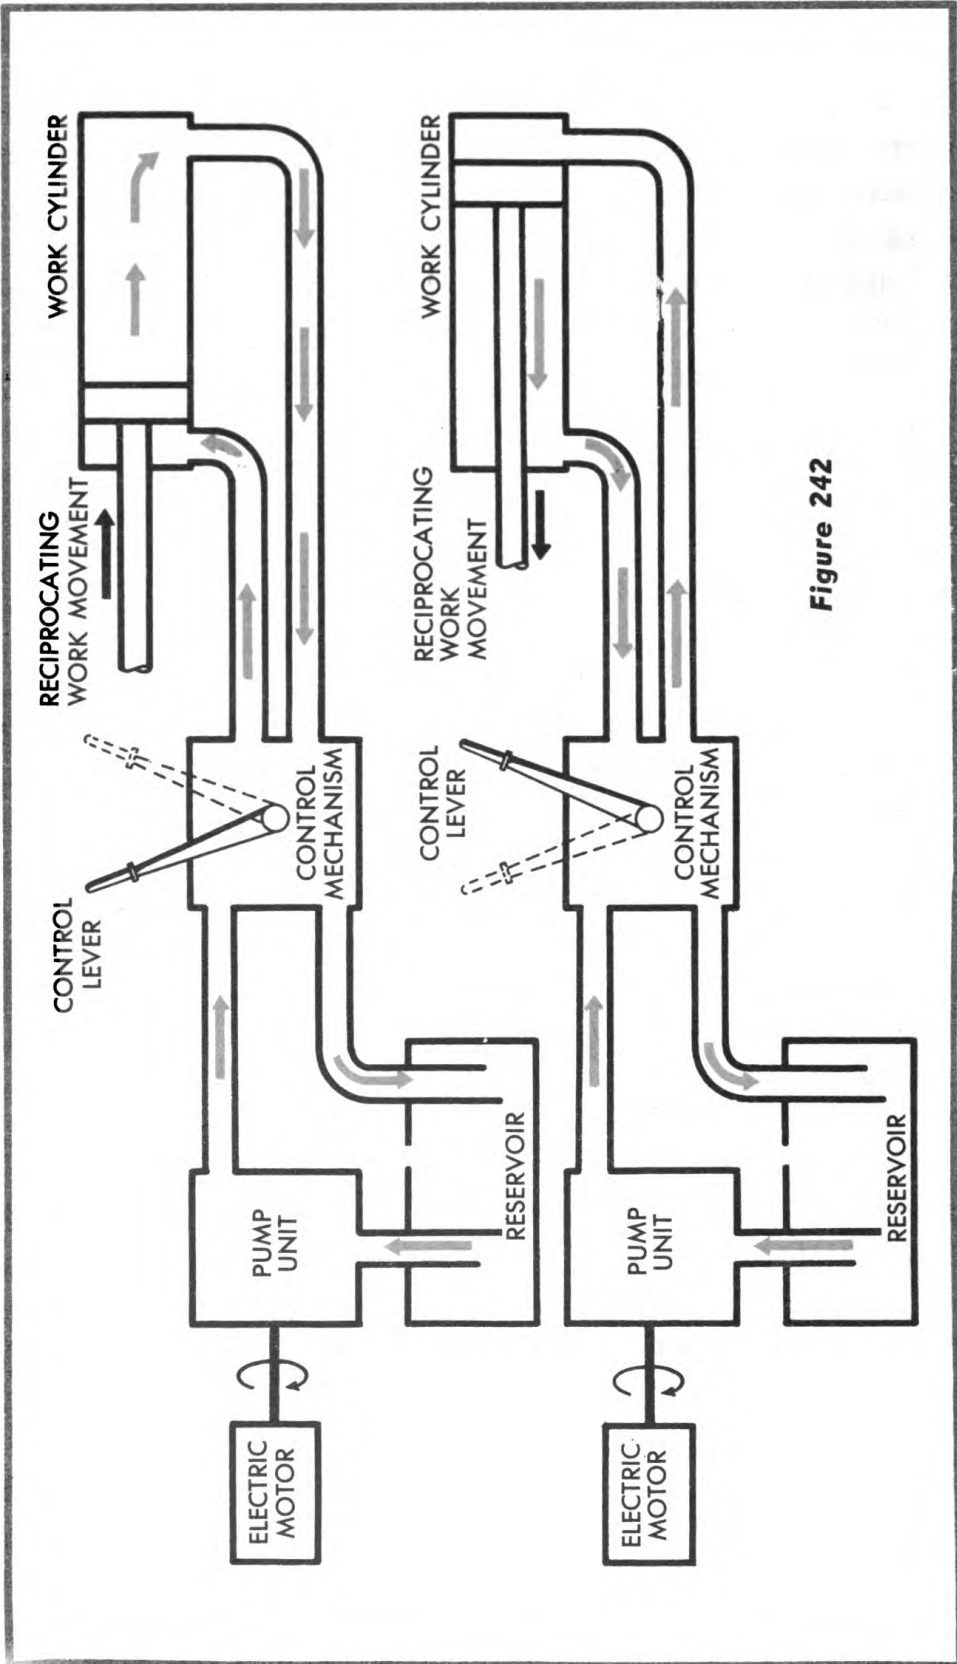 ELECTRIC
MOTOR
PUMP
UNIT
RESERVOIR
CONTROL
LEVER
CONTROL
MECHANISM
RECIPROCATING
WORK MOVEMENT
WORK CYLINDER
ELECTRIC
MOTOR
PUMP
UNIT
RESERVOIR
CONTROL
LEVER
CONTROL
MECHANISM
RECIPROCATING
WORK
MOVEMENT
WORK CYLINDER
Figure 242